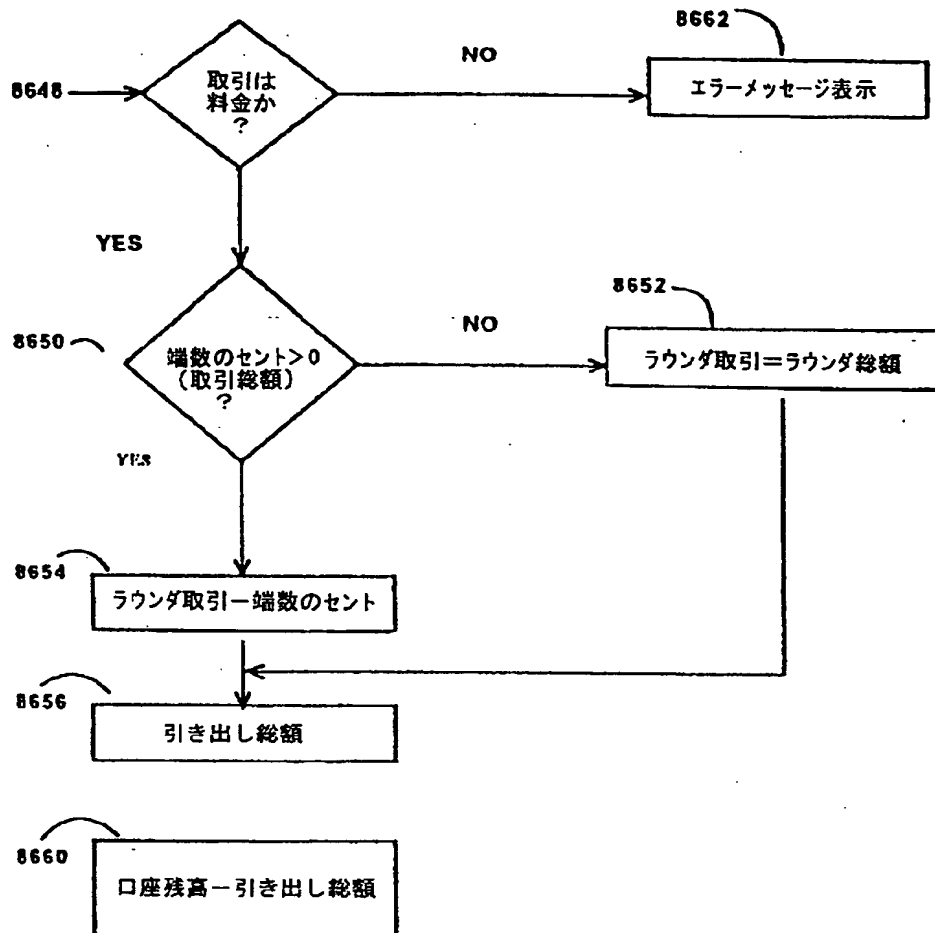 8662
NO
8648
取引は
料金か
?
エラーメッセージ表示
YES
8652
8650
NO
端数のセント>0
(取引総額)
?
ラウンダ取引=ラウンダ総額
YES
8654
ラウンダ取引ー端数のセント
8656
引き出し総額
8660
口座残高ー引き出し総額